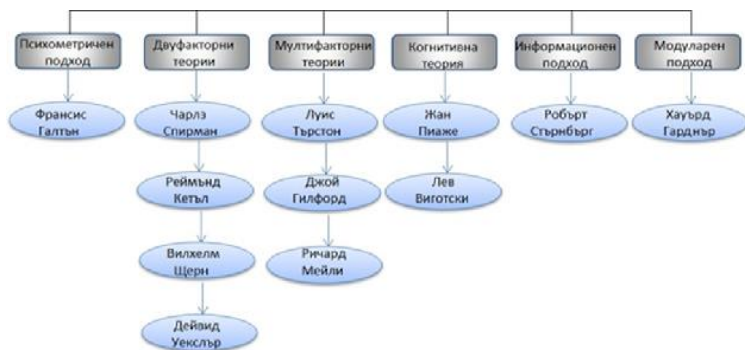 Психометричен
подход
Двуфакторни
теории
Мултифакторни
теории
Когнитивна
теория
Информационен
подход
Модуларен
подход
Франсис
Галтън
Чарлз
Спирман
Луис
Търстон
Жан
Пиаже
Робърт
Стърнбърг
Хауърд
Гарднър
Реймънд
Кетъл
Джой
Гилфорд
Лев
Виготски
Вилхелм
Щерн
Ричард
Мейли
Дейвид
Уекслър